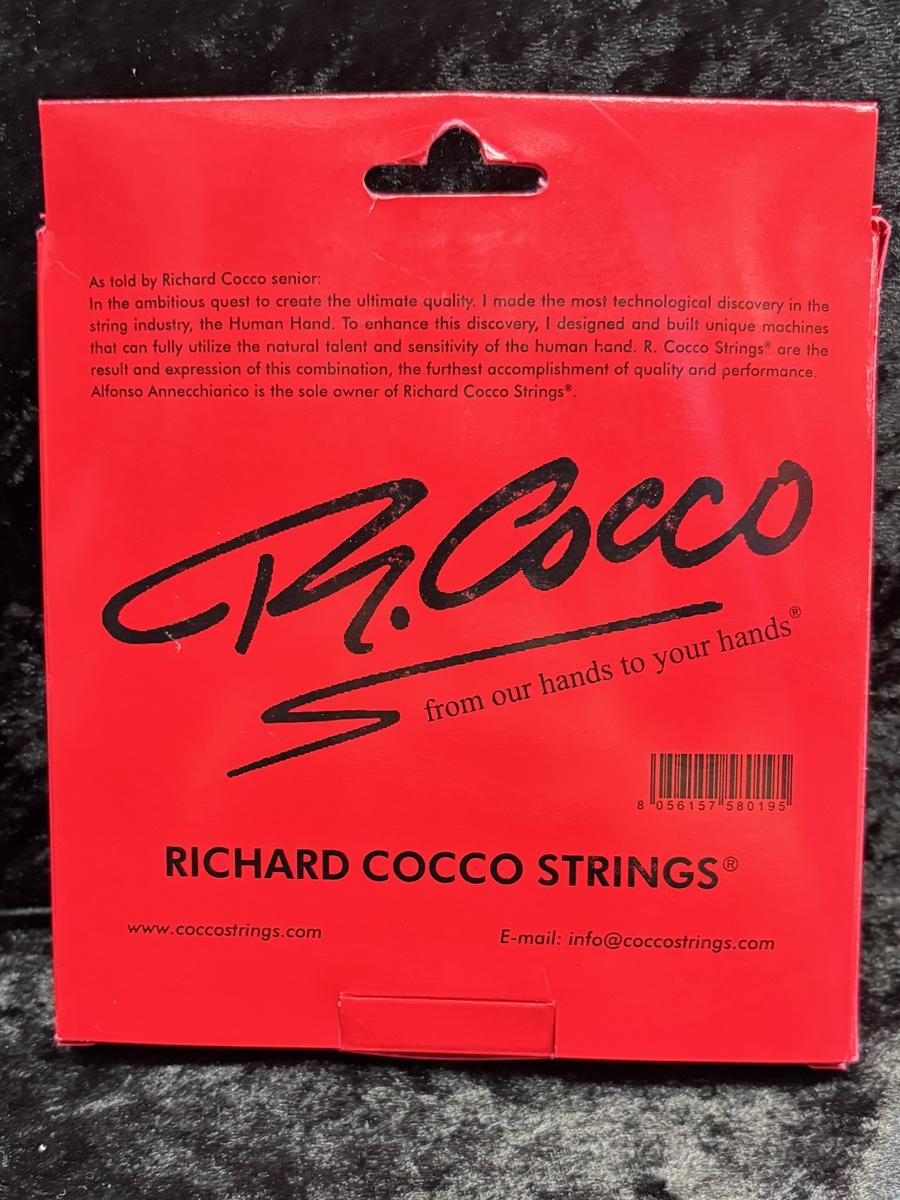 As told by Richard Cocco senior:
In the ambitious quest to create the ultimate quality. I made the most technological discovery in the
string industry, the Human Hand. To enhance this discovery, I designed and built unique machines
that can fully utilize the natural talent and sensitivity of the human hand. R. Cocco Strings® are the
result and expression of this combination, the furthest accomplishment of quality and performance.
Alfonso Annecchiarico is the sole owner of Richard Cocco Strings®.
R. Cocco
from our hands to your hands®
8 056157 580195
RICHARD COCCO STRINGS®
www.coccostrings.com
E-mail: info@coccostrings.com